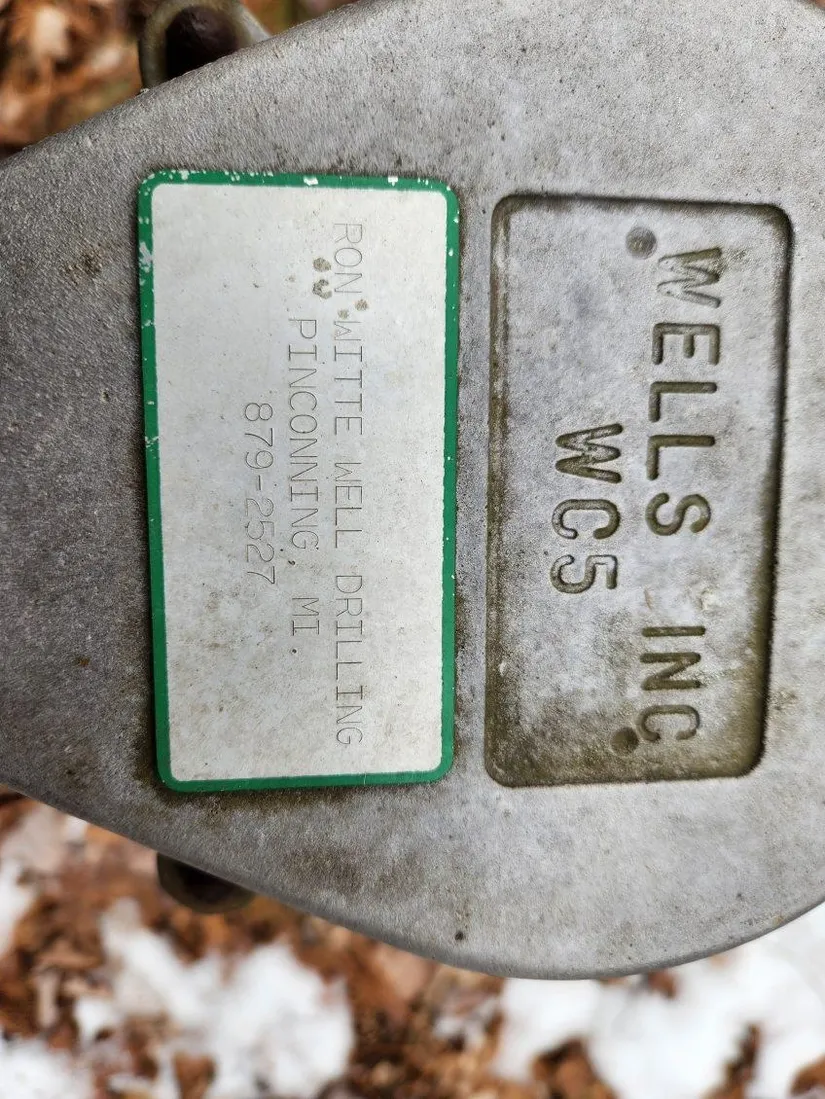 WELLS INC
WC5
RON WITTE WELL DRILLING
PINCONNING, MI.
879-2527